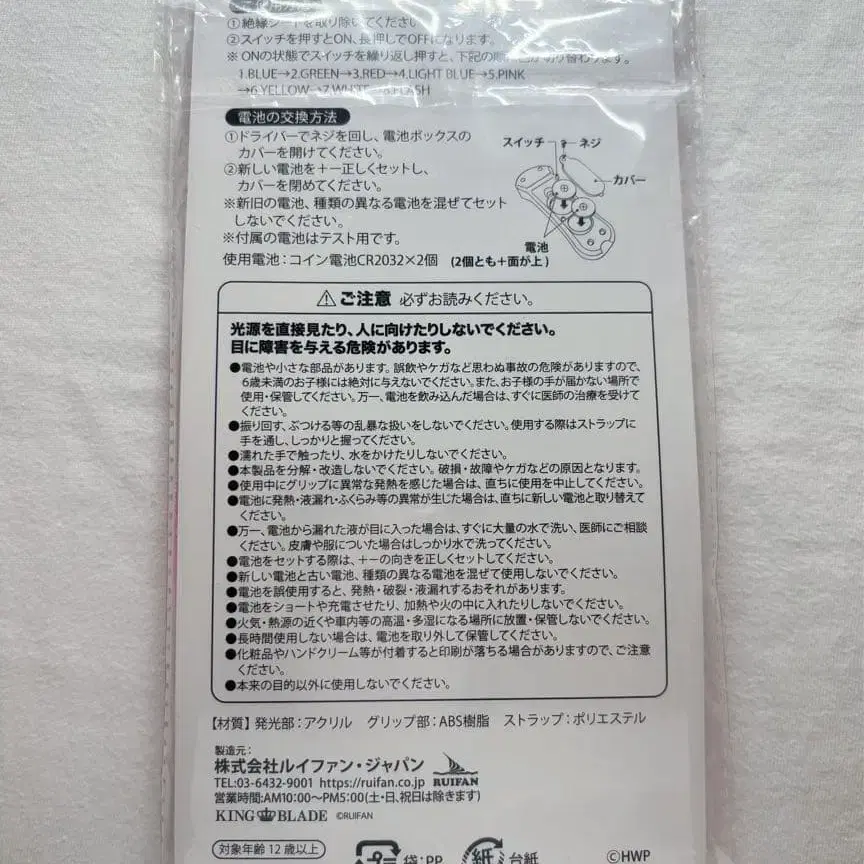 ①絶縁シートを取り除いてください
②スイッチを押すとON、長押しでOFFになります。
※ ONの状態でスイッチを繰り返し押すと、下記の順に色が切り替わります。
1.BLUE→2.GREEN→3.RED→4.LIGHT BLUE→5.PINK
→6.YELLOW→7.WHITE→8.FLASH
電池の交換方法
①ドライバーでネジを回し、電池ボックスの
カバーを開けてください。
②新しい電池を＋－正しくセットし、
カバーを閉めてください。
※新旧の電池、種類の異なる電池を混ぜてセット
しないでください。
※付属の電池はテスト用です。
使用電池：コイン電池CR2032×2個 (2個とも＋面が上)
スイッチ
ネジ
カバー
電池
⚠ご注意 必ずお読みください。
光源を直接見たり、人に向けたりしないでください。
目に障害を与える危険があります。
●電池や小さな部品があります。誤飲やケガなど思わぬ事故の危険がありますので、
6歳未満のお子様には絶対に与えないでください。また、お子様の手が届かない場所で
使用・保管してください。万一、電池を飲み込んだ場合は、すぐに医師の治療を受けて
ください。
●振り回す、ぶつける等の乱暴な扱いをしないでください。使用する際はストラップに
手を通し、しっかりと握ってください。
●濡れた手で触ったり、水をかけたりしないでください。
●本製品を分解・改造しないでください。破損・故障やケガなどの原因となります。
●使用中にグリップに異常な発熱を感じた場合は、直ちに使用を中止してください。
●電池に発熱・液漏れ・ふくらみ等の異常が生じた場合は、直ちに新しい電池と取り替えて
ください。
●万一、電池から漏れた液が目に入った場合は、すぐに大量の水で洗い、医師にご相談
ください。皮膚や服についた場合はしっかり水で洗ってください。
●電池をセットする際は、＋－の向きを正しくセットしてください。
●新しい電池と古い電池、種類の異なる電池を混ぜて使用しないでください。
●電池を誤使用すると、発熱・破裂・液漏れするおそれがあります。
●電池をショートや充電させたり、加熱や火の中に入れたりしないでください。
●火気・熱源の近くや車内等の高温・多湿になる場所に放置・保管しないでください。
●長時間使用しない場合は、電池を取り外して保管してください。
●化粧品やハンドクリーム等が付着すると印刷が落ちる場合がありますので、ご注意
ください。
●本来の目的以外に使用しないでください。
【材質】発光部：アクリル グリップ部：ABS樹脂 ストラップ：ポリエステル
製造元：
株式会社ルイファン・ジャパン RUIFAN
TEL:03-6432-9001 https://ruifan.co.jp
営業時間:AM10:00～PM5:00(土・日、祝日は除きます)
KING BLADE ©RUIFAN
対象年齢12歳以上
プラ 袋：PP 紙 台紙 ©HWP